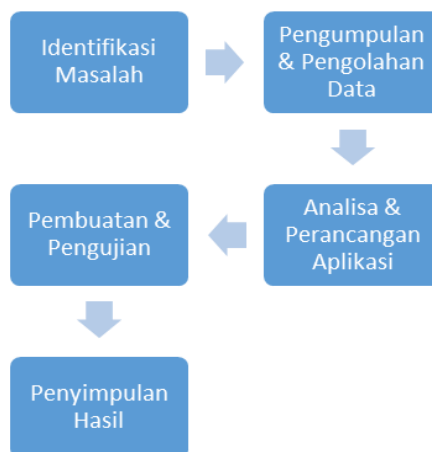 Identifikasi
Masalah
Pengumpulan
& Pengolahan
Data
Analisa &
Perancangan
Aplikasi
Pembuatan &
Pengujian
Penyimpulan
Hasil